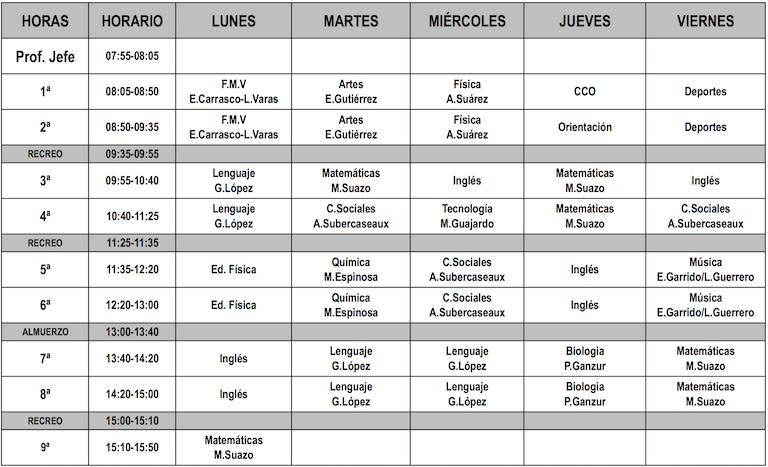 HORAS HORARIO LUNES MARTES MIÉRCOLES JUEVES VIERNES
Prof. Jefe 07:55-08:05
1ª 08:05-08:50 F.M.V E.Carrasco-L.Varas Artes E.Gutiérrez Física A.Suárez CCO Deportes
2ª 08:50-09:35 F.M.V E.Carrasco-L.Varas Artes E.Gutiérrez Física A.Suárez Orientación Deportes
RECREO 09:35-09:55
3ª 09:55-10:40 Lenguaje G.López Matemáticas M.Suazo Inglés Matemáticas M.Suazo Inglés
4ª 10:40-11:25 Lenguaje G.López C.Sociales A.Subercaseaux Tecnología M.Guajardo Matemáticas M.Suazo C.Sociales A.Subercaseaux
RECREO 11:25-11:35
5ª 11:35-12:20 Ed. Física Química M.Espinosa C.Sociales A.Subercaseaux Inglés Música E.Garrido/L.Guerrero
6ª 12:20-13:00 Ed. Física Química M.Espinosa C.Sociales A.Subercaseaux Inglés Música E.Garrido/L.Guerrero
ALMUERZO 13:00-13:40
7ª 13:40-14:20 Inglés Lenguaje G.López Lenguaje G.López Biologia P.Ganzur Matemáticas M.Suazo
8ª 14:20-15:00 Inglés Lenguaje G.López Lenguaje G.López Biologia P.Ganzur Matemáticas M.Suazo
RECREO 15:00-15:10
9ª 15:10-15:50 Matemáticas M.Suazo